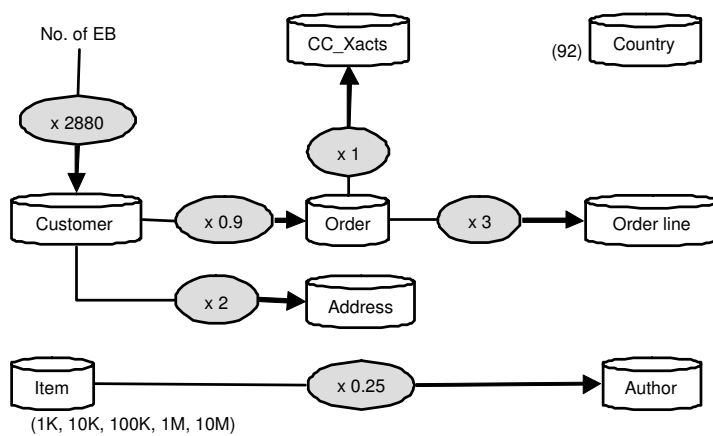 No. of EB
CC_Xacts
(92)
Country
x 2880
x 1
Customer
x 0.9
Order
x 3
Order line
x 2
Address
Item
x 0.25
Author
(1K, 10K, 100K, 1M, 10M)